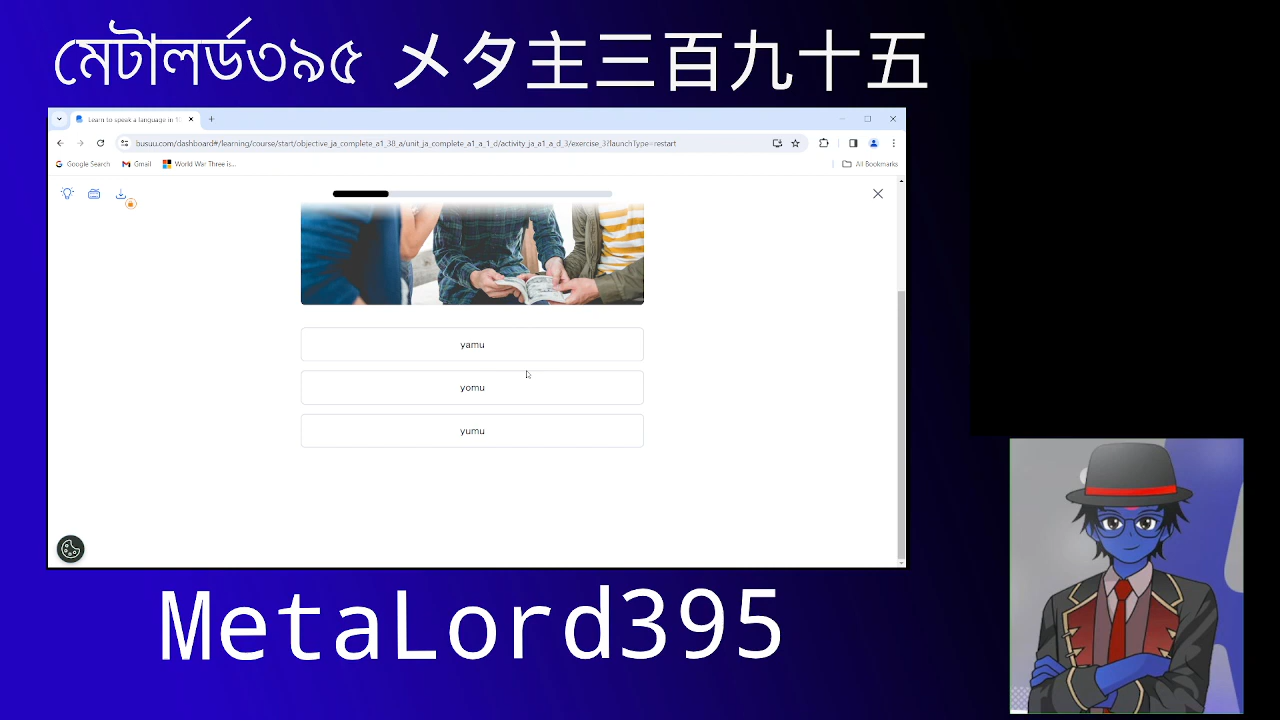 মেটালর্ড৩৯৫ メタ主三百九十五
Learn to speak a language in 10
busuu.com/dashboard#/learning/course/start/objective_ja_complete_a1_38_a/unit_ja_complete_a1_a_1_d/activity_ja_a1_a_d_3/exercise_3?launchType=restart
Google Search Gmail World War Three is... All Bookmarks
yamu
yomu
yumu
MetaLord395